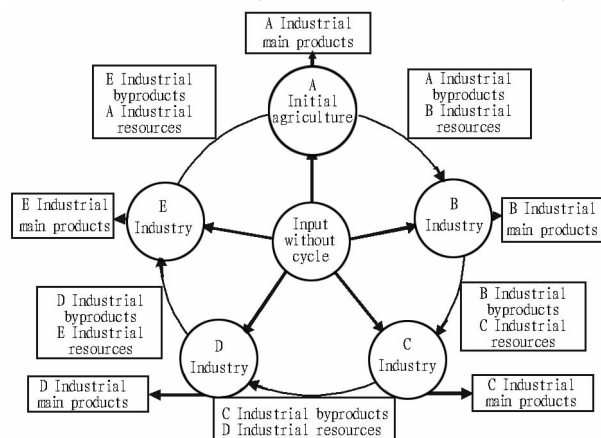 A Industrial
main products
E Industrial
byproducts
A Industrial
resources
A
Initial
agriculture
A Industrial
byproducts
B Industrial
resources
E Industrial
main products
E
Industry
Input
without
cycle
B
Industry
B Industrial
main products
D Industrial
byproducts
E Industrial
resources
B Industrial
byproducts
C Industrial
resources
D
Industry
C
Industry
D Industrial
main products
C Industrial byproducts
D Industrial resources
C Industrial
main products